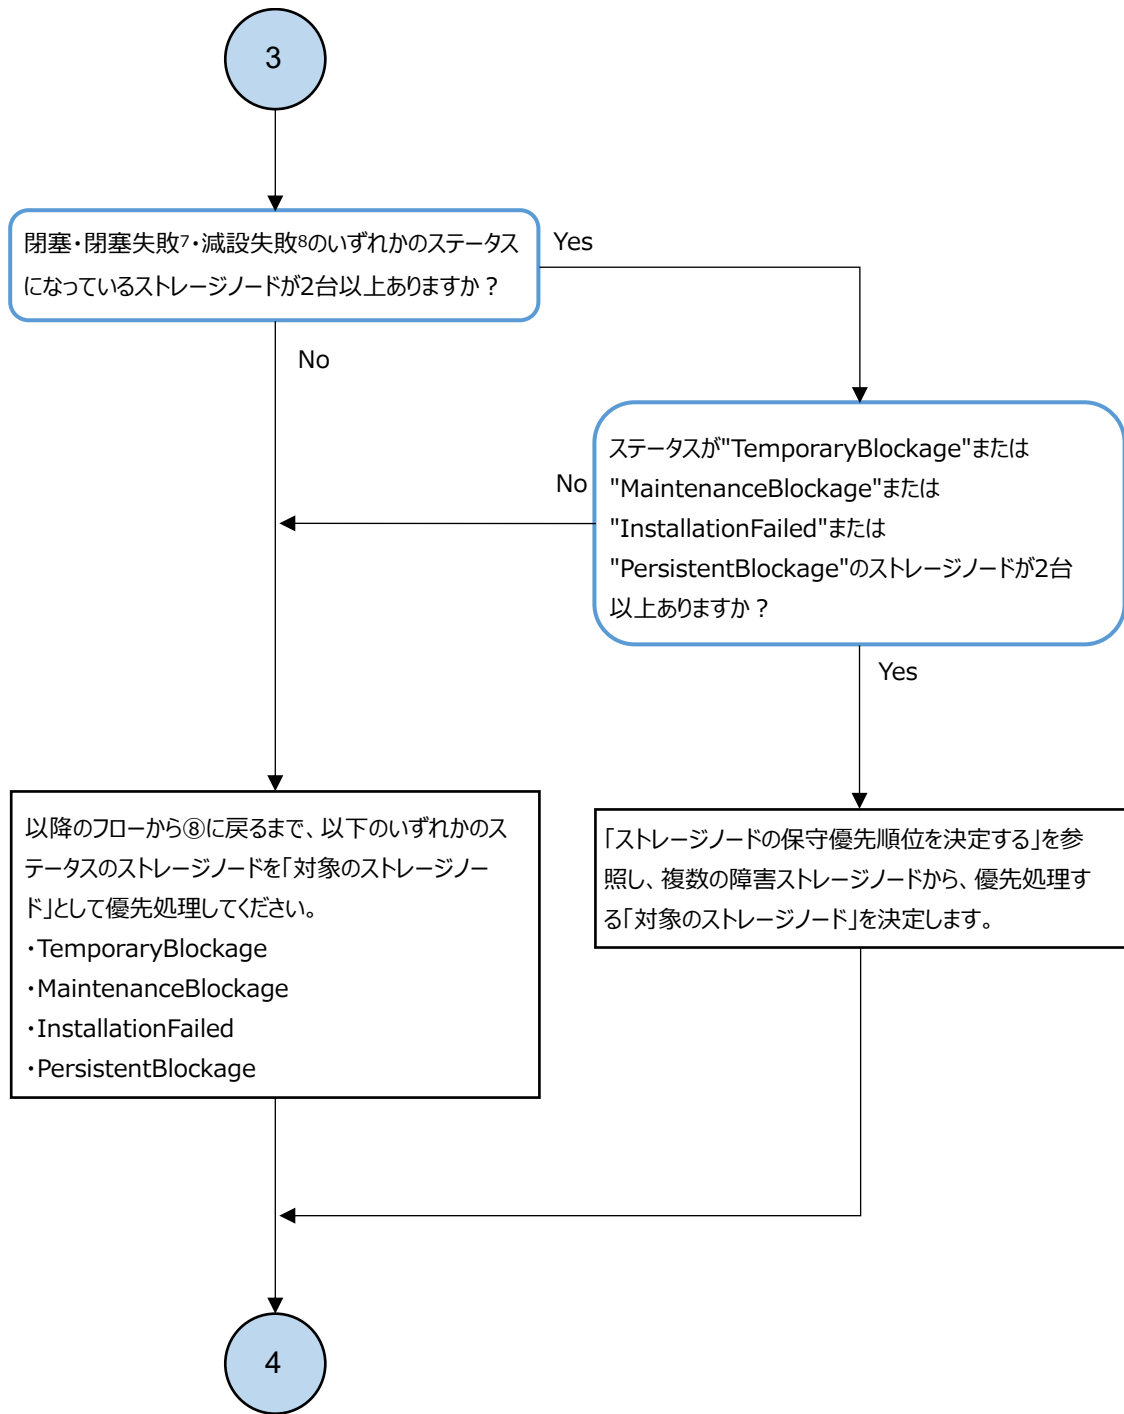 3
閉塞・閉塞失敗7・減設失敗8のいずれかのステータス
になっているストレージノードが2台以上ありますか？
Yes
No
ステータスが"TemporaryBlockage"または
"MaintenanceBlockage"または
"InstallationFailed"または
"PersistentBlockage"のストレージノードが2台
以上ありますか？
No
Yes
以降のフローから⑧に戻るまで、以下のいずれかのス
テータスのストレージノードを「対象のストレージノー
ド」として優先処理してください。
・TemporaryBlockage
・MaintenanceBlockage
・InstallationFailed
・PersistentBlockage
「ストレージノードの保守優先順位を決定する」を参
照し、複数の障害ストレージノードから、優先処理す
る「対象のストレージノード」を決定します。
4